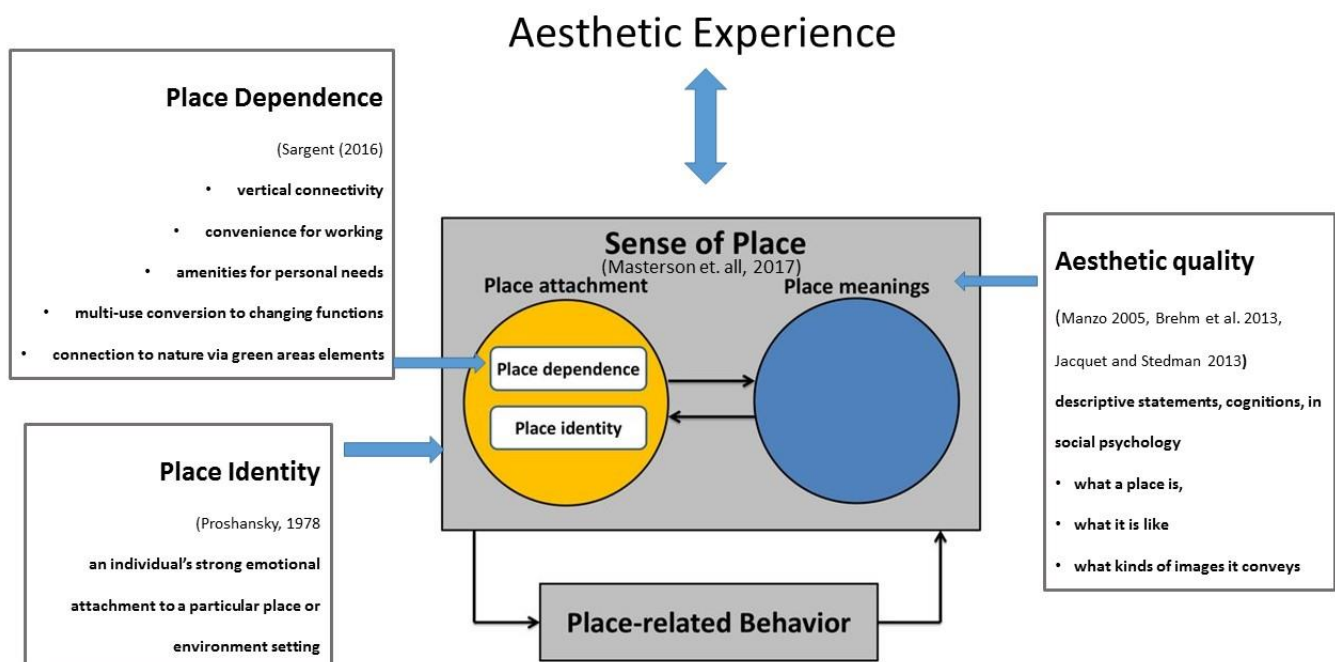 Aesthetic Experience
Place Dependence
(Sargent (2016)
• vertical connectivity
• convenience for working
• amenities for personal needs
• multi-use conversion to changing functions
• connection to nature via green areas elements
Place Identity
(Proshansky, 1978
an individual's strong emotional
attachment to a particular place or
environment setting
Sense of Place
(Masterson et. all, 2017)
Place attachment
Place meanings
Place dependence
Place identity
Place-related Behavior
Aesthetic quality
(Manzo 2005, Brehm et al. 2013,
Jacquet and Stedman 2013)
descriptive statements, cognitions, in
social psychology
• what a place is,
• what it is like
• what kinds of images it conveys